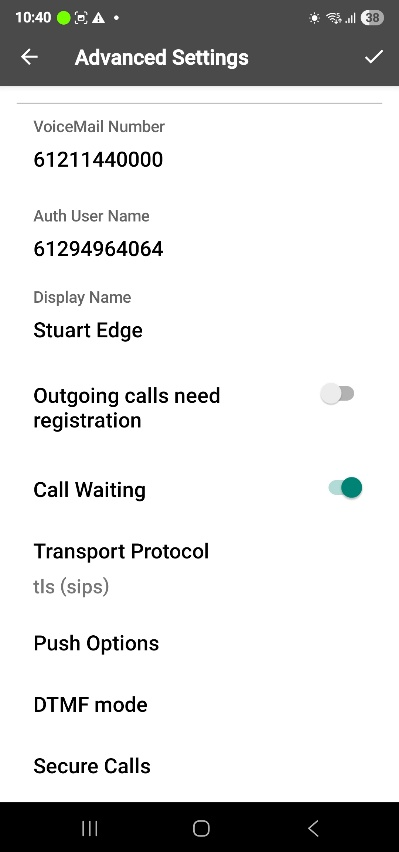 10:40
38
Advanced Settings
VoiceMail Number
61211440000
Auth User Name
61294964064
Display Name
Stuart Edge
Outgoing calls need
registration
Call Waiting
Transport Protocol
tls (sips)
Push Options
DTMF mode
Secure Calls